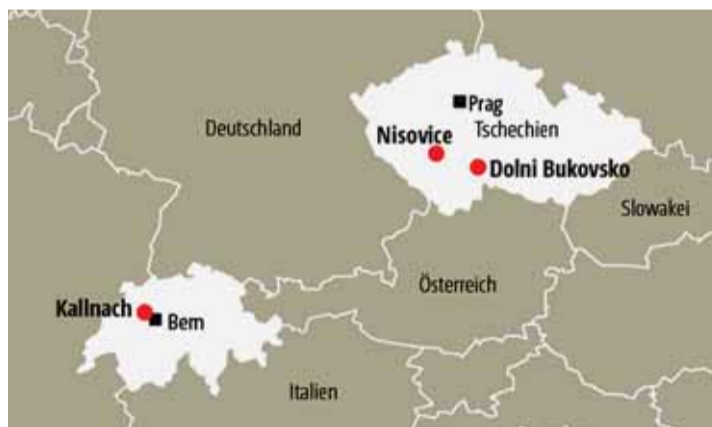 Prag
Deutschland
Tschechien
Nisovice
Dolni Bukovsko
Slowakei
Österreich
Kallnach
Bern
Italien